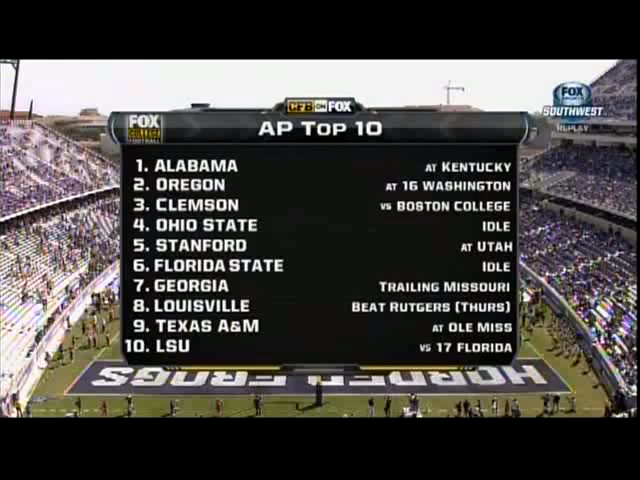 CFB ON FOX
FOX
COLLEGE
FOOTBALL
AP TOP 10
FOX
SPORTS
SOUTHWEST
REPLAY
1. ALABAMA AT KENTUCKY
2. OREGON AT 16 WASHINGTON
3. CLEMSON VS BOSTON COLLEGE
4. OHIO STATE IDLE
5. STANFORD AT UTAH
6. FLORIDA STATE IDLE
7. GEORGIA TRAILING MISSOURI
8. LOUISVILLE BEAT RUTGERS (THURS)
9. TEXAS A&M AT OLE MISS
10. LSU VS 17 FLORIDA
HORNED FROGS